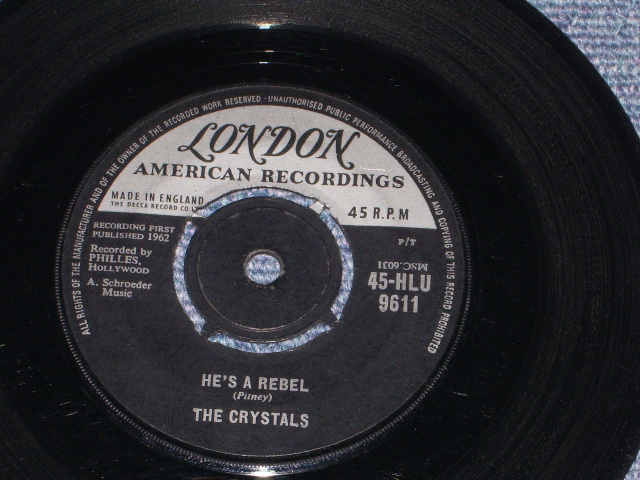 ALL RIGHTS OF THE MANUFACTURER AND OF THE OWNER OF THE RECORDED WORK RESERVED · UNAUTHORISED PUBLIC PERFORMANCE BROADCASTING AND COPYING OF THIS RECORD PROHIBITED
LONDON
AMERICAN RECORDINGS
MADE IN ENGLAND
THE DECCA RECORD CO. L
45 R.P.M
RECORDING FIRST
PUBLISHED 1962
P/T
Recorded by
PHILLES,
HOLLYWOOD
MSC.6031
A. Schroeder
Music
45-HLU
9611
HE'S A REBEL
(Pitney)
THE CRYSTALS